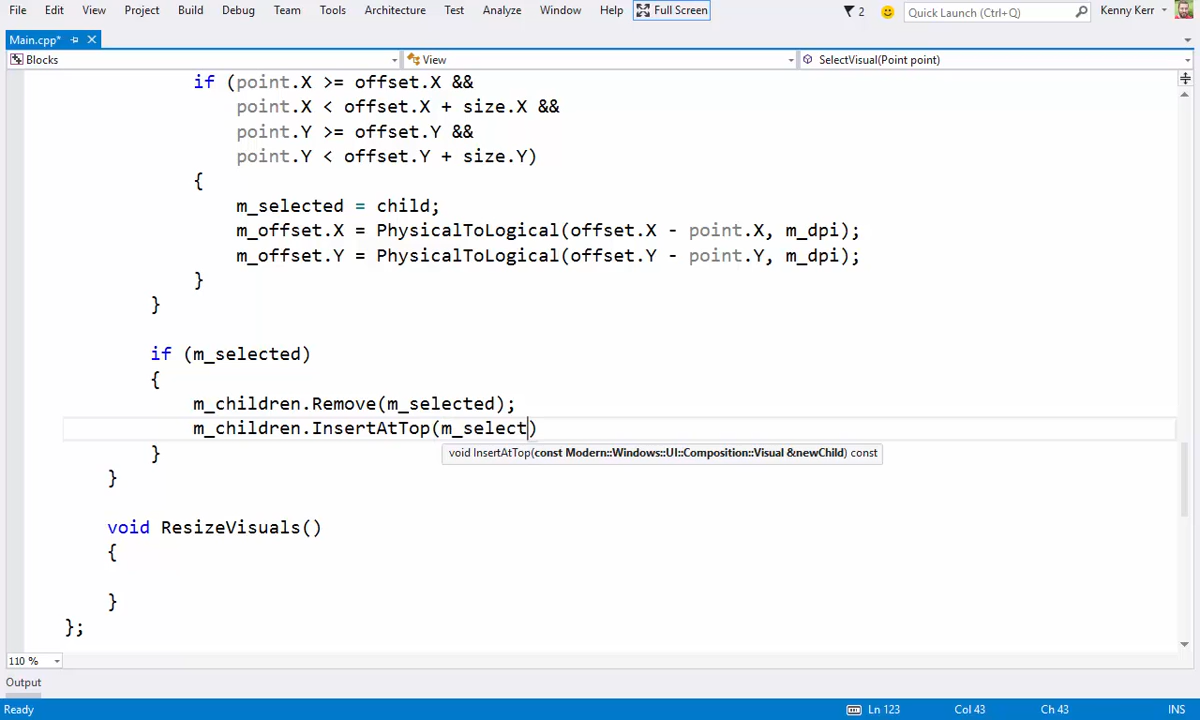 File Edit View Project Build Debug Team Tools Architecture Test Analyze Window Help Full Screen 2 Quick Launch (Ctrl+Q) Kenny Kerr
Main.cpp*
Blocks View SelectVisual(Point point)
if (point.X >= offset.X &&
point.X < offset.X + size.X &&
point.Y >= offset.Y &&
point.Y < offset.Y + size.Y)
{
m_selected = child;
m_offset.X = PhysicalToLogical(offset.X - point.X, m_dpi);
m_offset.Y = PhysicalToLogical(offset.Y - point.Y, m_dpi);
}
}
if (m_selected)
{
m_children.Remove(m_selected);
m_children.InsertAtTop(m_select)
void InsertAtTop(const Modern::Windows::UI::Composition::Visual &newChild) const
}
}
void ResizeVisuals()
{
}
};
110 %
Output
Ready Ln 123 Col 43 Ch 43 INS